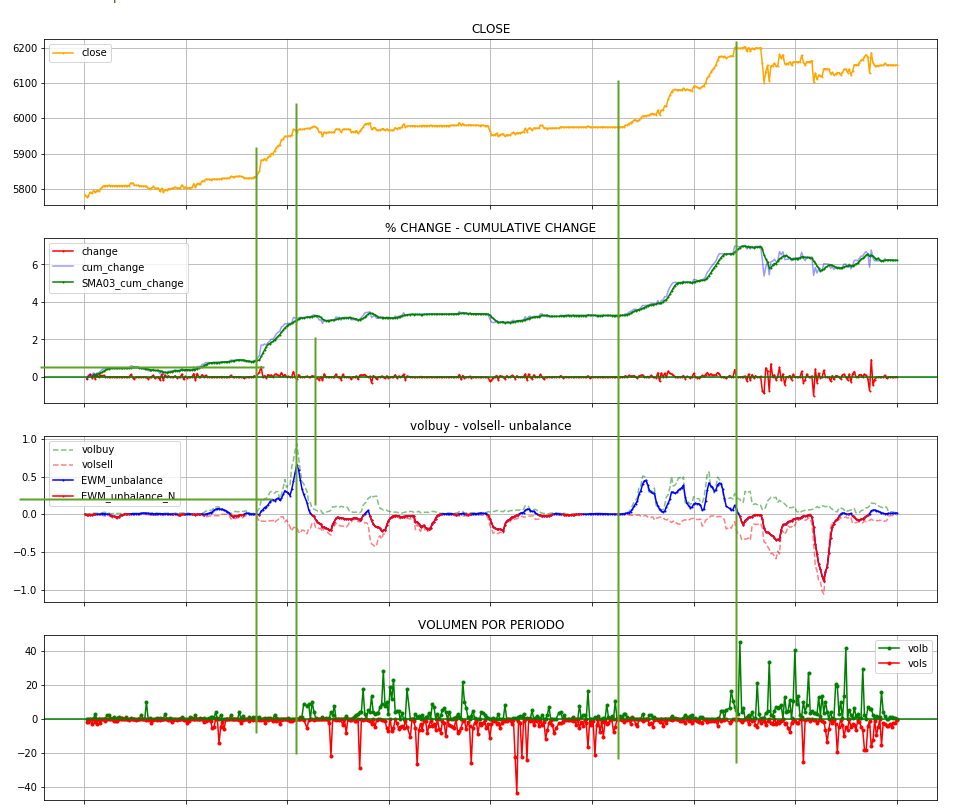 CLOSE
close
6200
6100
6000
5900
5800
% CHANGE - CUMULATIVE CHANGE
change
cum_change
SMA03_cum_change
6
4
2
0
volbuy - volsell- unbalance
volbuy
volsell
EWM_unbalance
EWM_unbalance_N
1.0
0.5
0.0
−0.5
−1.0
VOLUMEN POR PERIODO
volb
vols
40
20
0
−20
−40